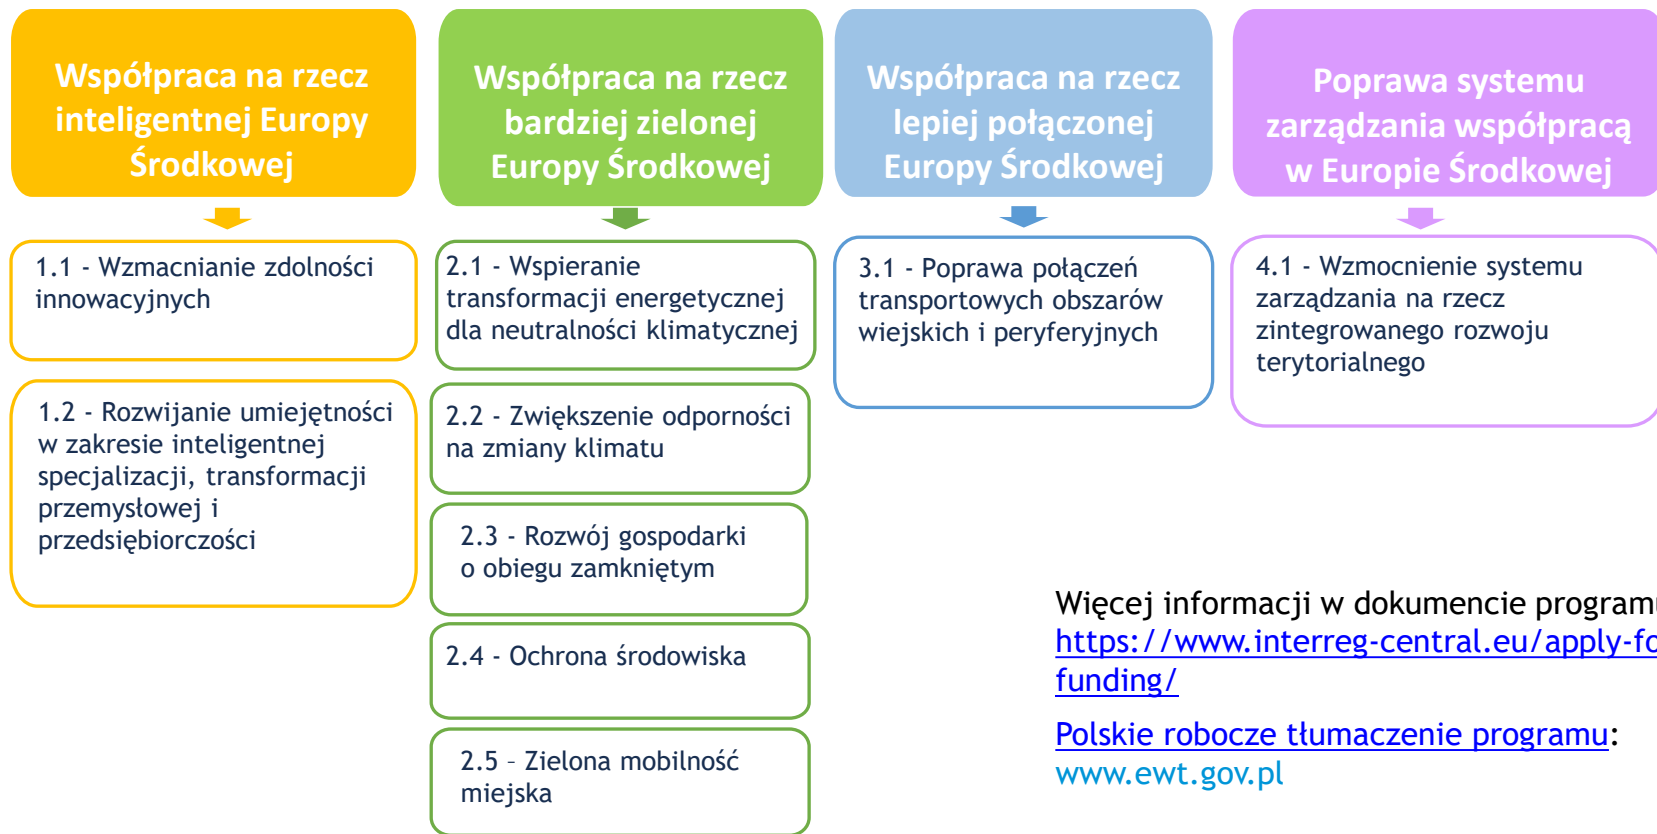 Współpraca na rzecz
inteligentnej Europy
Środkowej
1.1 - Wzmacnianie zdolności
innowacyjnych
1.2 - Rozwijanie umiejętności
w zakresie inteligentnej
specjalizacji, transformacji
przemysłowej i
przedsiębiorczości
Współpraca na rzecz
bardziej zielonej
Europy Środkowej
2.1 - Wspieranie
transformacji energetycznej
dla neutralności klimatycznej
2.2 - Zwiększenie odporności
na zmiany klimatu
2.3 - Rozwój gospodarki
o obiegu zamkniętym
2.4 - Ochrona środowiska
2.5 – Zielona mobilność
miejska
Współpraca na rzecz
lepiej połączonej
Europy Środkowej
3.1 - Poprawa połączeń
transportowych obszarów
wiejskich i peryferyjnych
Poprawa systemu
zarządzania współpracą
w Europie Środkowej
4.1 - Wzmocnienie systemu
zarządzania na rzecz
zintegrowanego rozwoju
terytorialnego
Więcej informacji w dokumencie programu
https://www.interreg-central.eu/apply-fo
funding/
Polskie robocze tłumaczenie programu:
www.ewt.gov.pl